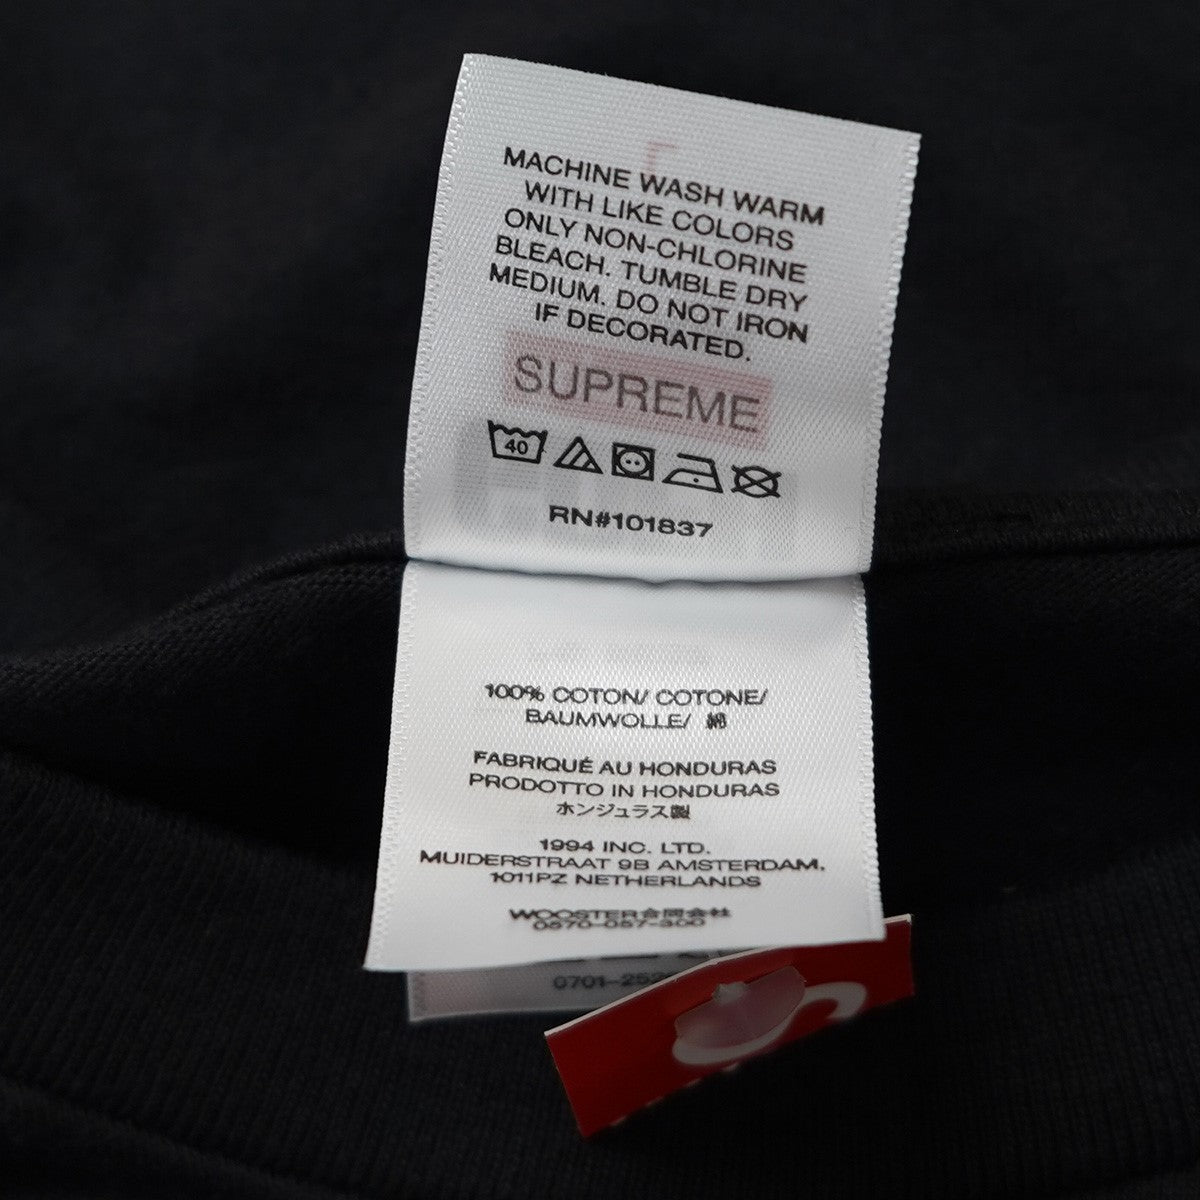 MACHINE WASH WARM
WITH LIKE COLORS
ONLY NON-CHLORINE
BLEACH. TUMBLE DRY
MEDIUM. DO NOT IRON
IF DECORATED.
SUPREME
40
RN#101837
100% COTON/ COTONE/
BAUMWOLLE/ 綿
FABRIQUÉ AU HONDURAS
PRODOTTO IN HONDURAS
ホンジュラス製
1994 INC. LTD.
MUIDERSTRAAT 9B AMSTERDAM,
1011PZ NETHERLANDS
WOOSTER合同会社
0570-057-300